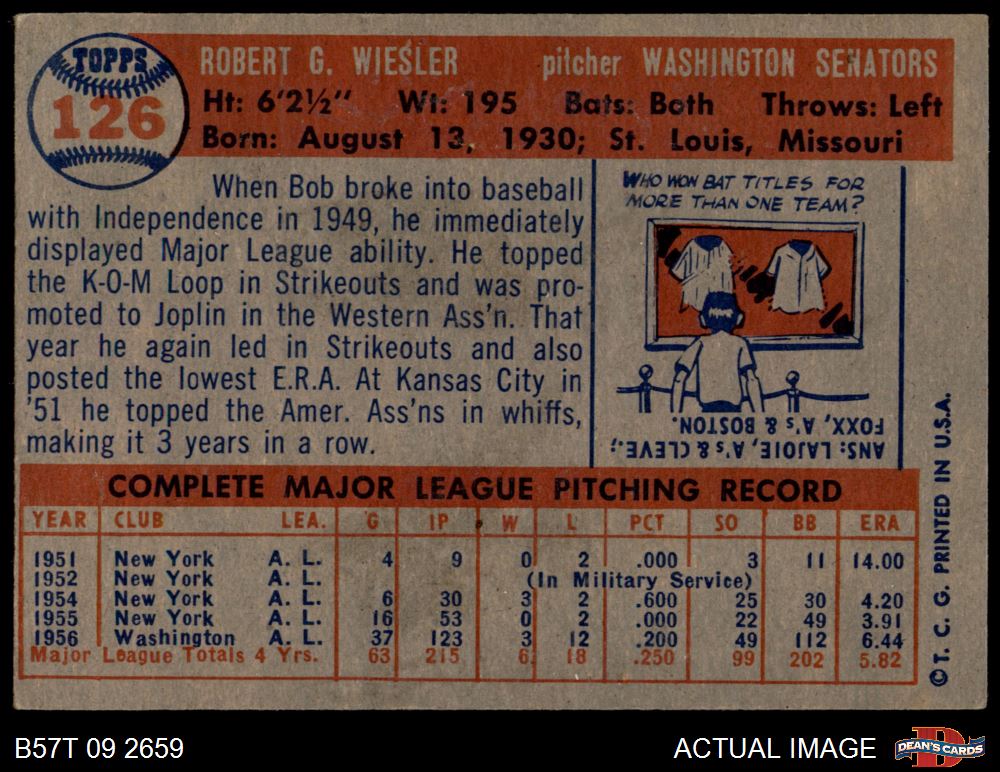 TOPPS
126
ROBERT G. WIESLER pitcher WASHINGTON SENATORS
Ht: 6'2½" Wt: 195 Bats: Both Throws: Left
Born: August 13, 1930; St. Louis, Missouri
When Bob broke into baseball
with Independence in 1949, he immediately
displayed Major League ability. He topped
the K-O-M Loop in Strikeouts and was pro-
moted to Joplin in the Western Ass'n. That
year he again led in Strikeouts and also
posted the lowest E.R.A. At Kansas City in
'51 he topped the Amer. Ass'ns in whiffs,
making it 3 years in a row.
WHO WON BAT TITLES FOR
MORE THAN ONE TEAM?
ANS: LAJOIE, A's & CLEVE.;
FOXX, A's & BOSTON.
COMPLETE MAJOR LEAGUE PITCHING RECORD
YEAR CLUB LEA. G IP W L PCT SO BB ERA
1951 New York A. L. 4 9 0 2 .000 3 11 14.00
1952 New York A. L. (In Military Service)
1954 New York A. L. 6 30 3 2 .600 25 30 4.20
1955 New York A. L. 16 53 0 2 .000 22 49 3.91
1956 Washington A. L. 37 123 3 12 .200 49 112 6.44
Major League Totals 4 Yrs. 63 215 6 18 .250 99 202 5.82
© T. C. G. PRINTED IN U.S.A.
B57T 09 2659
ACTUAL IMAGE
DEAN'S CARDS